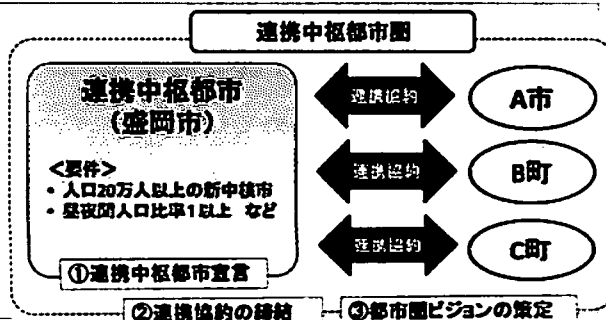 連携中枢都市圏
連携中枢都市
(盛岡市)
<要件>
• 人口20万人以上の新中核市
• 昼夜間人口比率1以上 など
①連携中枢都市宣言
連携協約
A市
連携協約
B町
連携協約
C町
②連携協約の締結
③都市圏ビジョンの策定